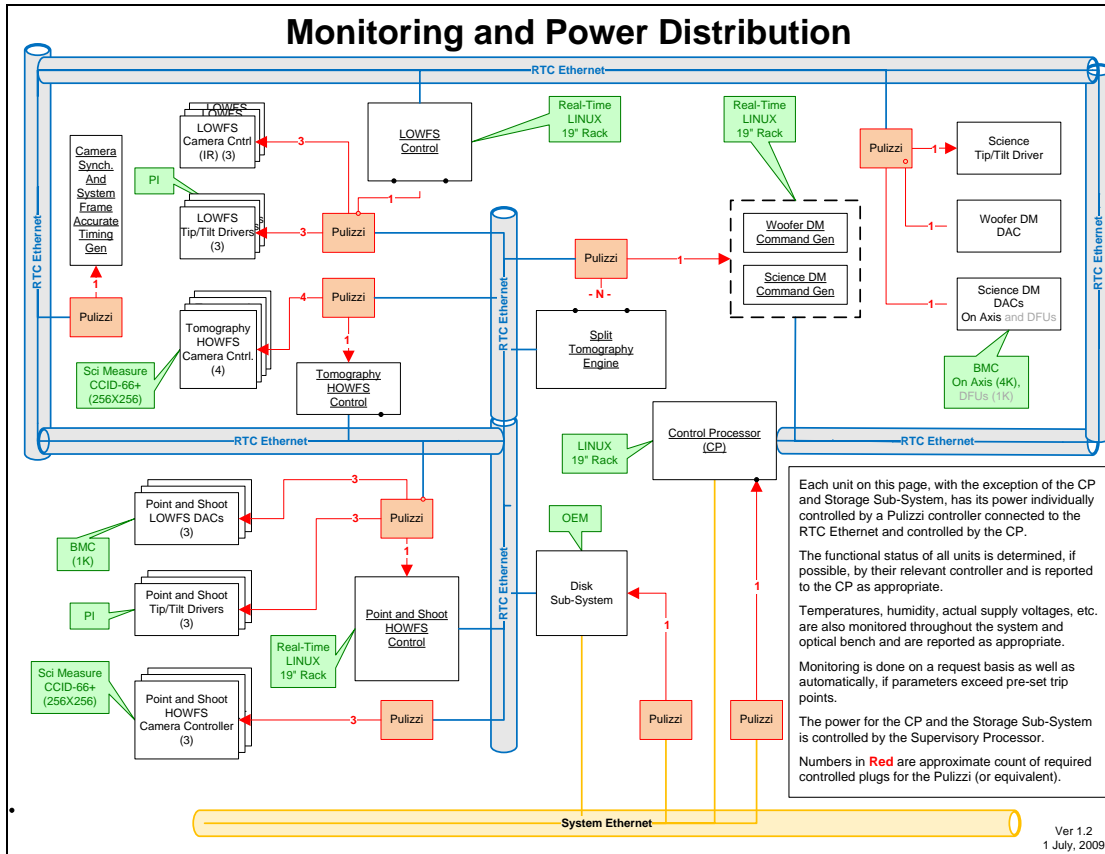 Monitoring and Power Distribution
RTC Ethernet
RTC Ethernet
RTC Ethernet
Camera
Synch.
And
System
Frame
Accurate
Timing
Gen
1
Pulizzi
LOWFS
LOWFS
LOWFS
Camera Cntrl
(IR) (3)
3
PI
LOWFS
Tip/Tilt Drivers
(3)
3
Pulizzi
LOWFS
Control
1
Real-Time
LINUX
19" Rack
Tomography
HOWFS
Camera Cntrl.
(4)
4
Pulizzi
1
Sci Measure
CCID-66+
(256X256)
Tomography
HOWFS
Control
RTC Ethernet
RTC Ethernet
Pulizzi
1
- N -
Split
Tomography
Engine
Real-Time
LINUX
19" Rack
Woofer DM
Command Gen
Science DM
Command Gen
Pulizzi
1
Science
Tip/Tilt Driver
1
Woofer DM
DAC
1
Science DM
DACs
On Axis and DFUs
BMC
On Axis (4K),
DFUs (1K)
RTC Ethernet
LINUX
19" Rack
Control Processor
(CP)
Point and Shoot
LOWFS DACs
(3)
3
BMC
(1K)
Pulizzi
3
1
Point and Shoot
Tip/Tilt Drivers
(3)
PI
Real-Time
LINUX
19" Rack
Point and Shoot
HOWFS
Control
RTC Ethernet
Sci Measure
CCID-66+
(256X256)
Point and Shoot
HOWFS
Camera Controller
(3)
3
Pulizzi
OEM
Disk
Sub-System
1
Pulizzi
1
Pulizzi
Each unit on this page, with the exception of the CP
and Storage Sub-System, has its power individually
controlled by a Pulizzi controller connected to the
RTC Ethernet and controlled by the CP.
The functional status of all units is determined, if
possible, by their relevant controller and is reported
to the CP as appropriate.
Temperatures, humidity, actual supply voltages, etc.
are also monitored throughout the system and
optical bench and are reported as appropriate.
Monitoring is done on a request basis as well as
automatically, if parameters exceed pre-set trip
points.
The power for the CP and the Storage Sub-System
is controlled by the Supervisory Processor.
Numbers in Red are approximate count of required
controlled plugs for the Pulizzi (or equivalent).
System Ethernet
Ver 1.2
1 July, 2009